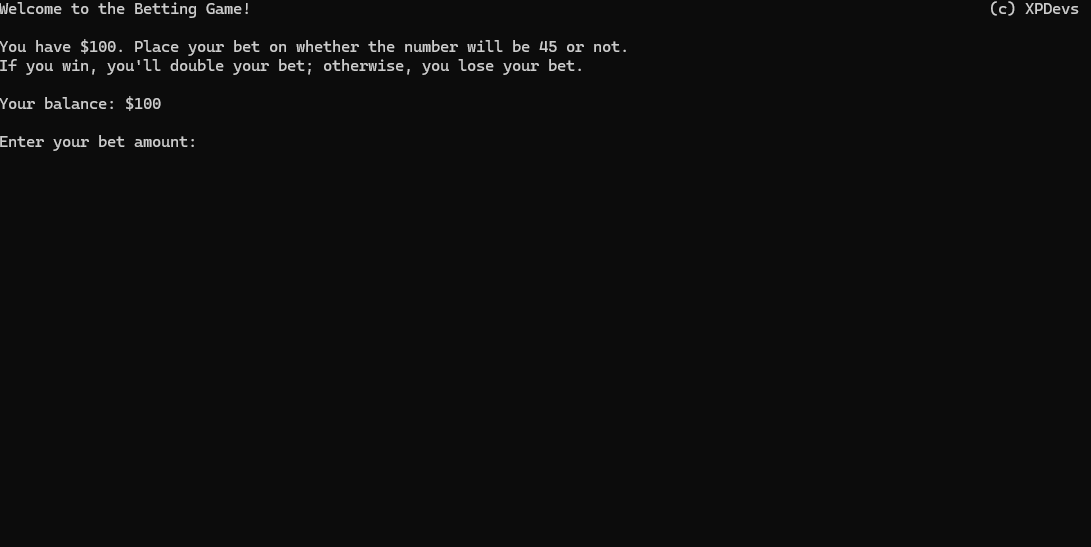 Welcome to the Betting Game! (c) XPDevs
You have $100. Place your bet on whether the number will be 45 or not.
If you win, you'll double your bet; otherwise, you lose your bet.
Your balance: $100
Enter your bet amount: